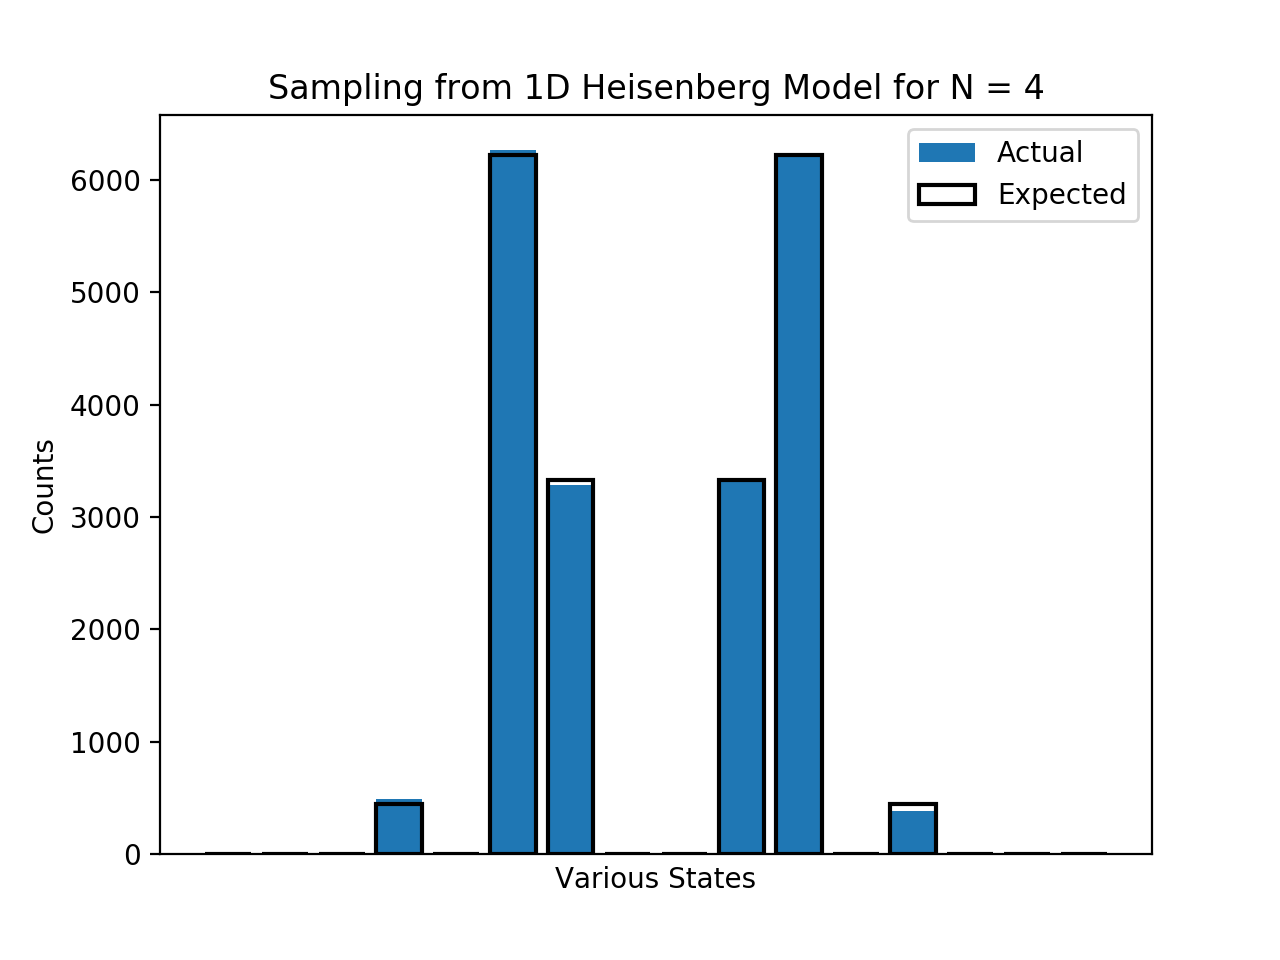 Sampling from 1D Heisenberg Model for N = 4
Actual
Expected
6000
5000
4000
3000
2000
1000
0
Counts
Various States